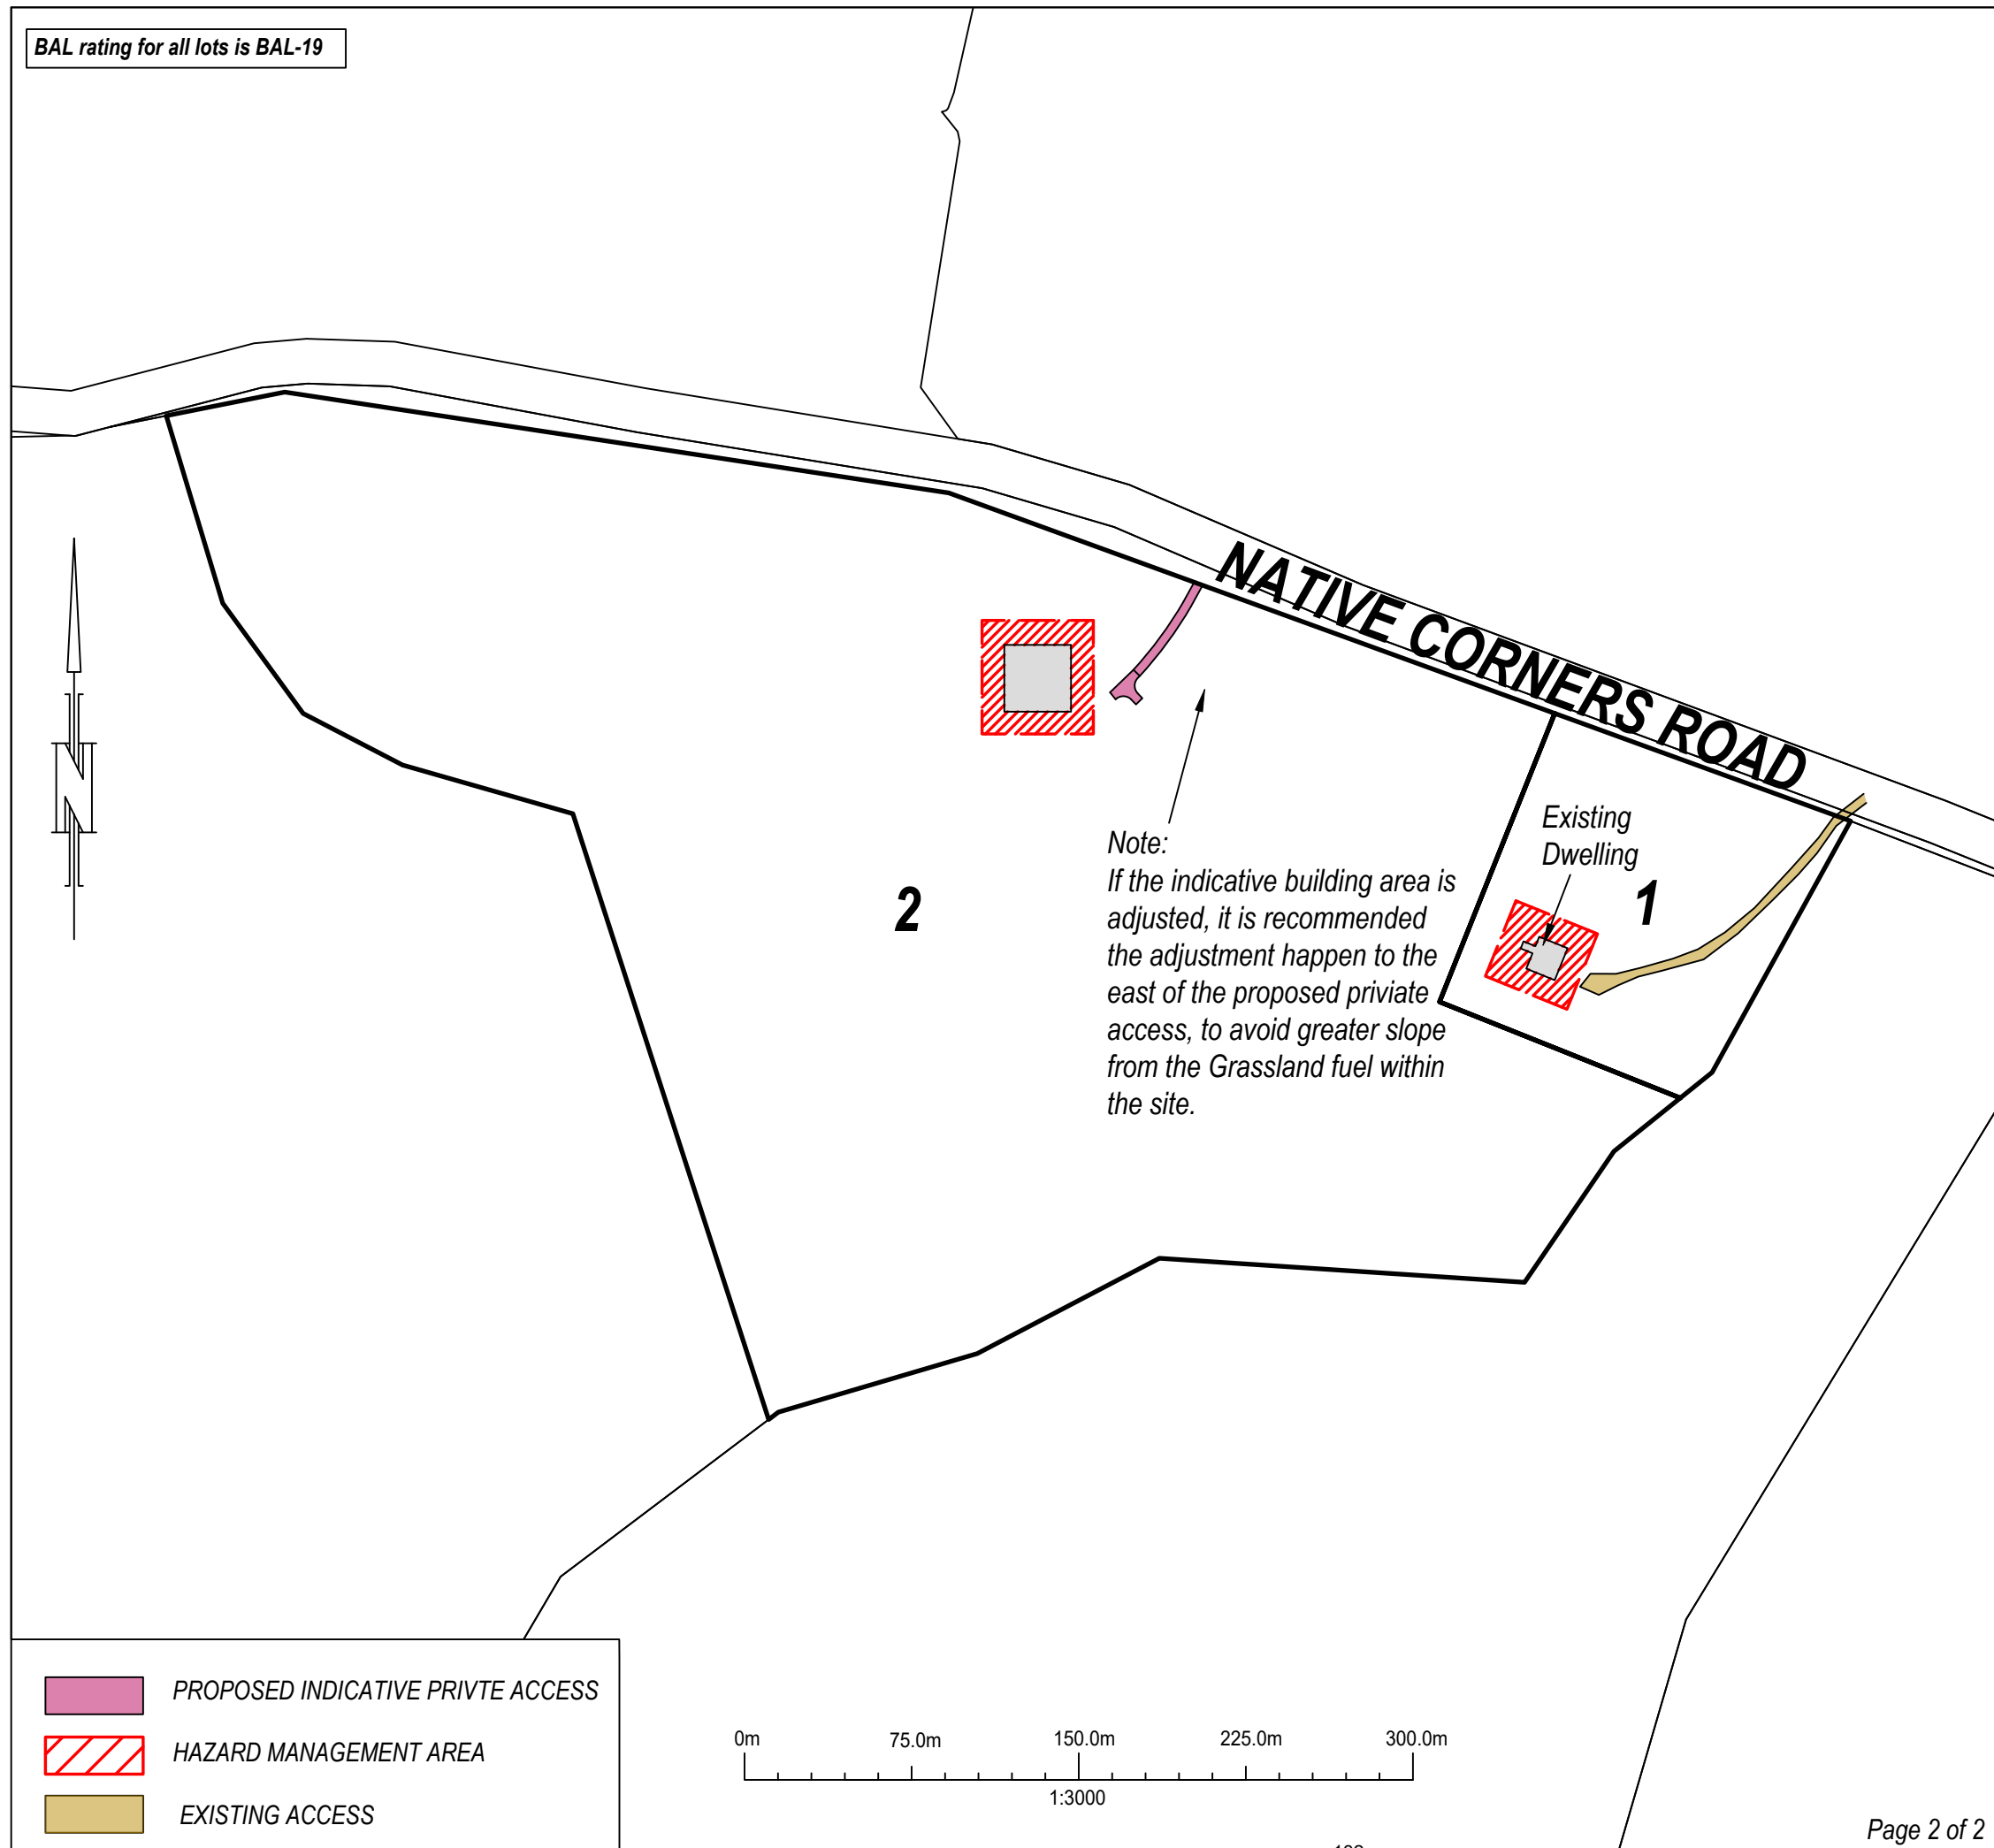 BAL rating for all lots is BAL-19
NATIVE CORNERS ROAD
N
Existing
Dwelling
1
2
Note:
If the indicative building area is
adjusted, it is recommended
the adjustment happen to the
east of the proposed priviate
access, to avoid greater slope
from the Grassland fuel within
the site.
PROPOSED INDICATIVE PRIVTE ACCESS
HAZARD MANAGEMENT AREA
EXISTING ACCESS
0m 75.0m 150.0m 225.0m 300.0m
1:3000
Page 2 of 2